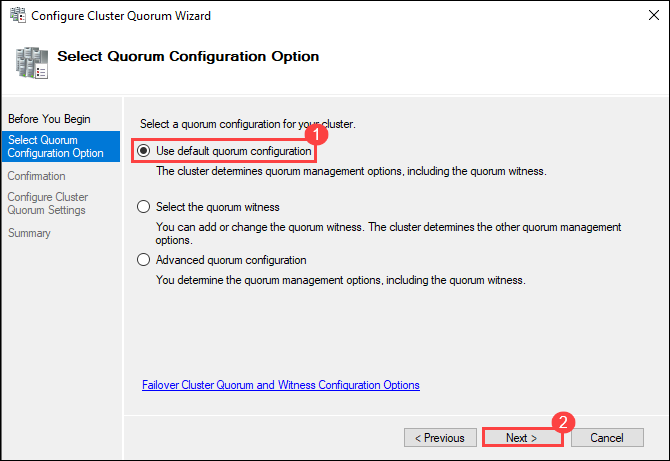 Configure Cluster Quorum Wizard
Select Quorum Configuration Option
Before You Begin
Select Quorum
Configuration Option
Confirmation
Configure Cluster
Quorum Settings
Summary
Select a quorum configuration for your cluster.
1
Use default quorum configuration
The cluster determines quorum management options, including the quorum witness.
Select the quorum witness
You can add or change the quorum witness. The cluster determines the other quorum management
options.
Advanced quorum configuration
You determine the quorum management options, including the quorum witness.
Failover Cluster Quorum and Witness Configuration Options
2
< Previous
Next >
Cancel